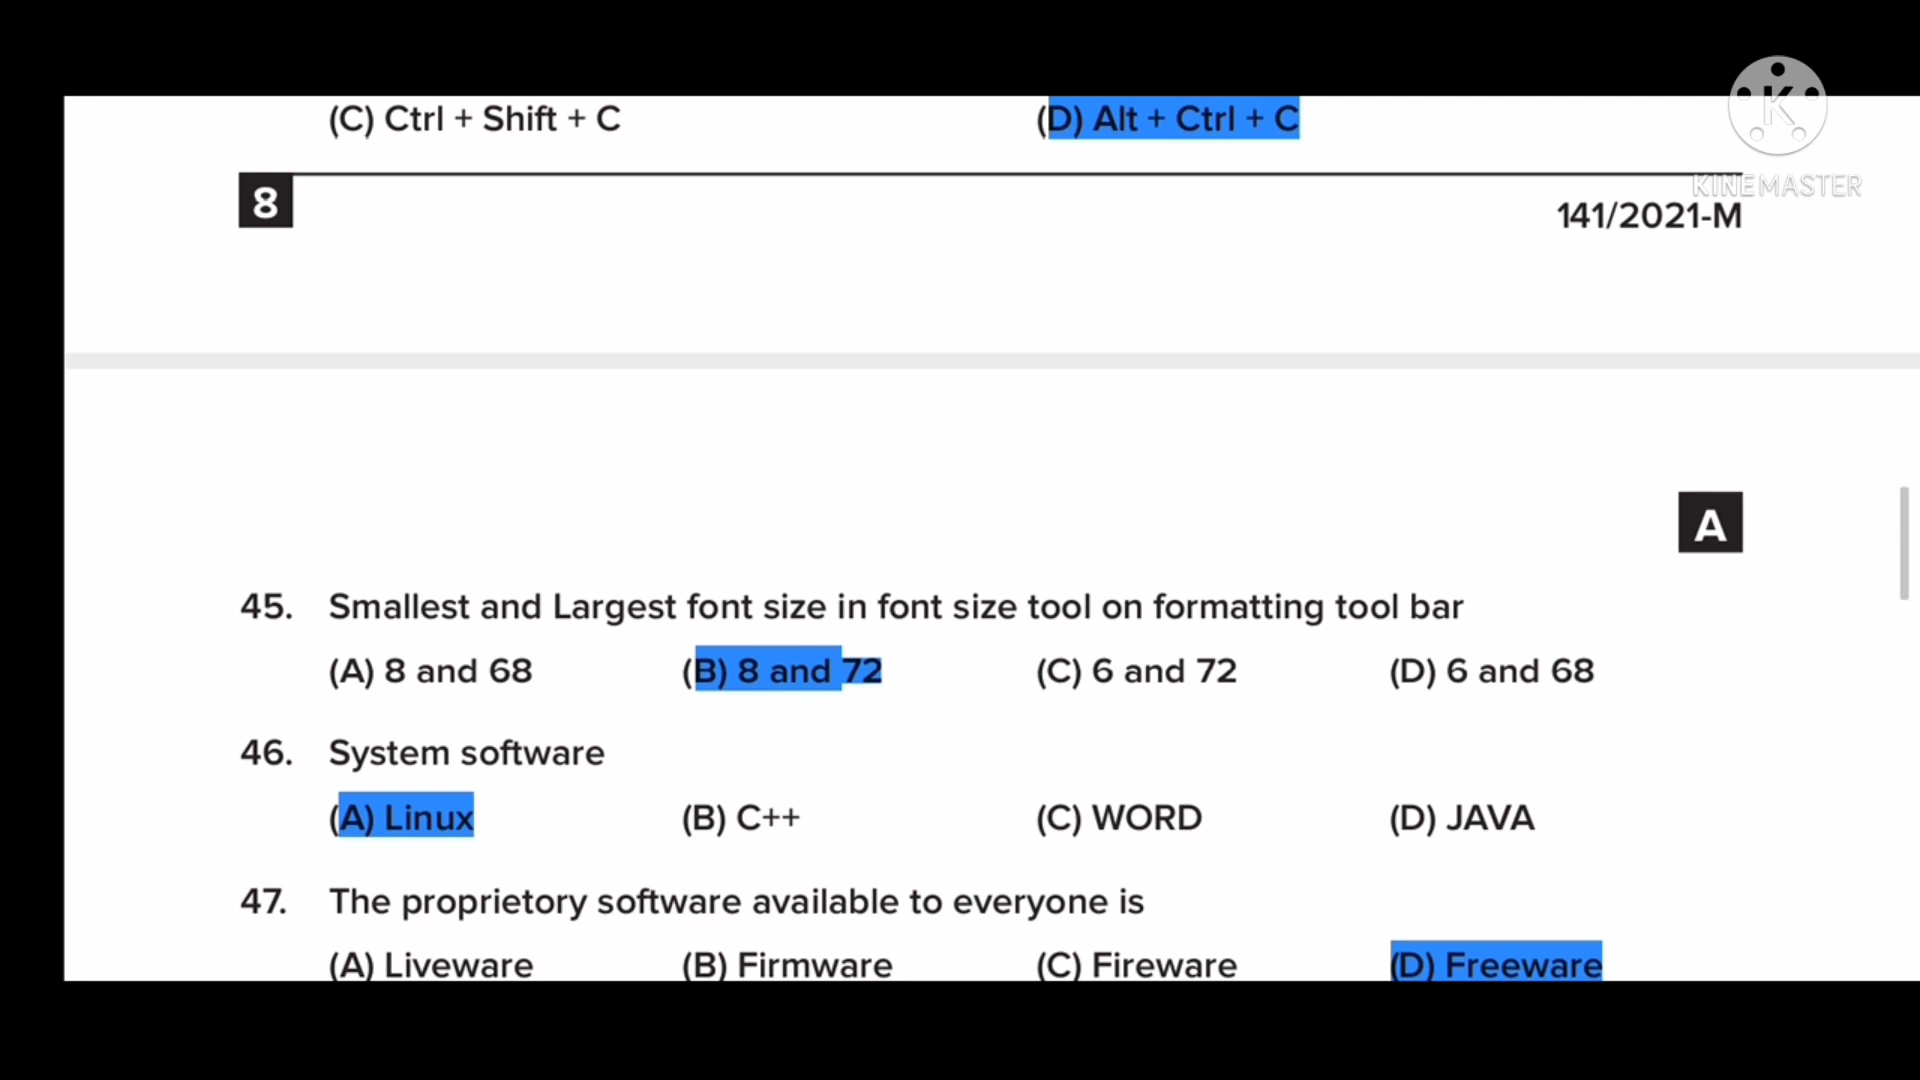 (C) Ctrl + Shift + C (D) Alt + Ctrl + C
K
KINEMASTER
8
141/2021-M
A
45. Smallest and Largest font size in font size tool on formatting tool bar
(A) 8 and 68 (B) 8 and 72 (C) 6 and 72 (D) 6 and 68
46. System software
(A) Linux (B) C++ (C) WORD (D) JAVA
47. The proprietory software available to everyone is
(A) Liveware (B) Firmware (C) Fireware (D) Freeware